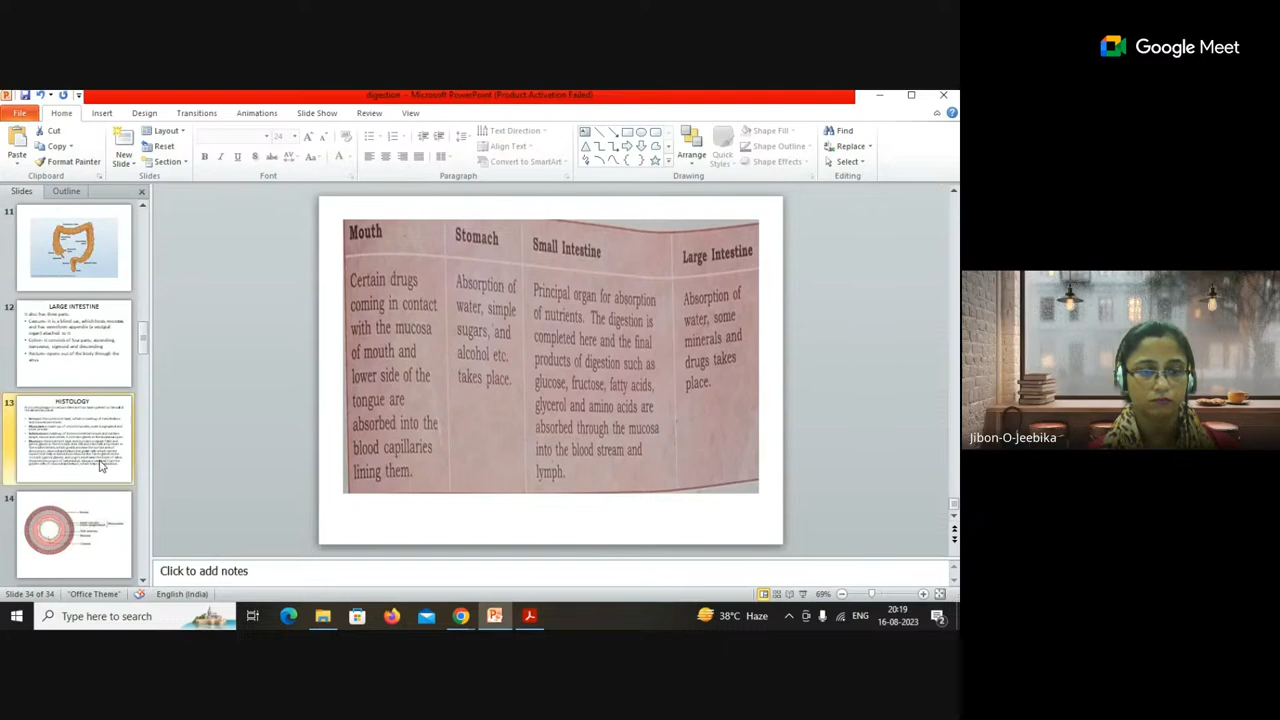 Google Meet
digestion - Microsoft PowerPoint (Product Activation Failed)
File Home Insert Design Transitions Animations Slide Show Review View
Paste
Cut
Copy
Format Painter
Clipboard
New Slide
Layout
Reset
Section
Slides
24
Font
Paragraph
Text Direction
Align Text
Convert to SmartArt
Arrange
Quick Styles
Shape Fill
Shape Outline
Shape Effects
Drawing
Find
Replace
Select
Editing
Slides Outline
11
12
LARGE INTESTINE
13
HISTOLOGY
14
Mouth
Certain drugs
coming in contact
with the mucosa
of mouth and
lower side of the
tongue are
absorbed into the
blood capillaries
lining them.
Stomach
Absorption of
water, simple
sugars, and
alcohol etc.
takes place.
Small Intestine
Principal organ for absorption
of nutrients. The digestion is
completed here and the final
products of digestion such as
glucose, fructose, fatty acids,
glycerol and amino acids are
absorbed through the mucosa
into the blood stream and
lymph.
Large Intestine
Absorption of
water, some
minerals and
drugs takes
place.
Click to add notes
Slide 34 of 34 "Office Theme" English (India) 69%
Type here to search
38°C Haze
ENG
20:19
16-08-2023
2
Jibon-O-Jeebika